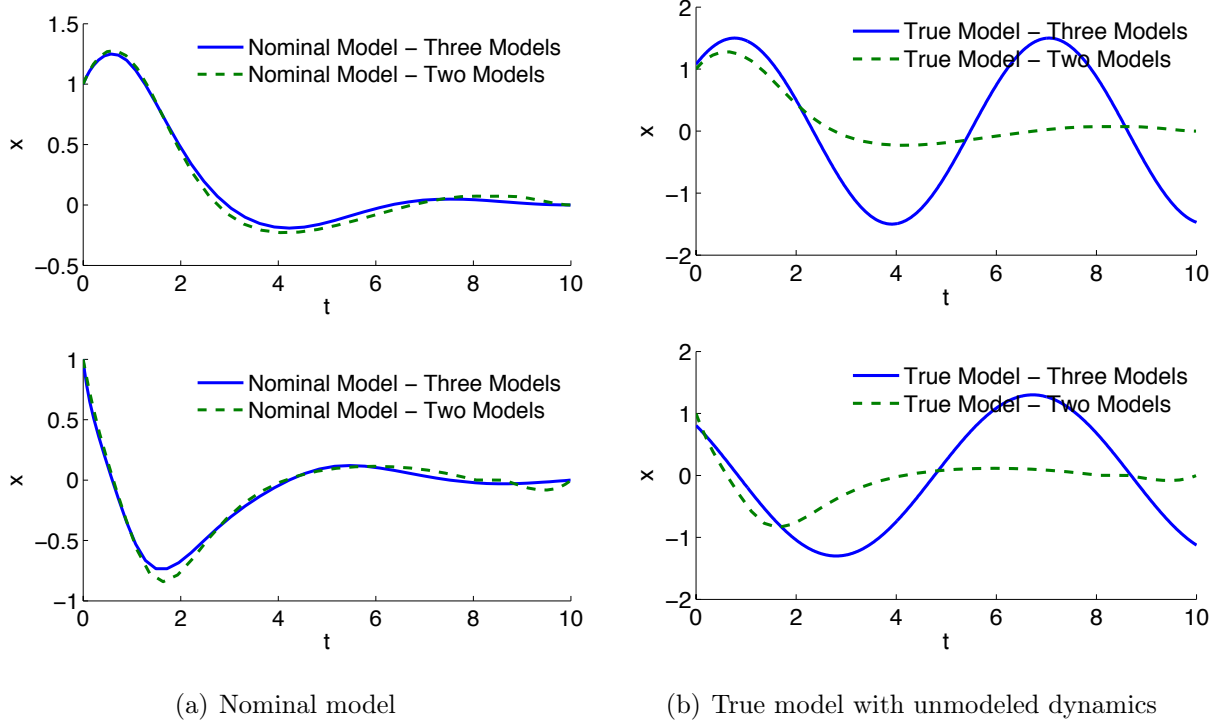 1.5
1
0.5
0
−0.5
x
0
2
4
6
8
10
t
Nominal Model − Three Models
Nominal Model − Two Models
2
1
0
−1
−2
x
0
2
4
6
8
10
t
True Model − Three Models
True Model − Two Models
1
0.5
0
−0.5
−1
x
0
2
4
6
8
10
t
Nominal Model − Three Models
Nominal Model − Two Models
2
1
0
−1
−2
x
0
2
4
6
8
10
t
True Model − Three Models
True Model − Two Models
(a) Nominal model
(b) True model with unmodeled dynamics